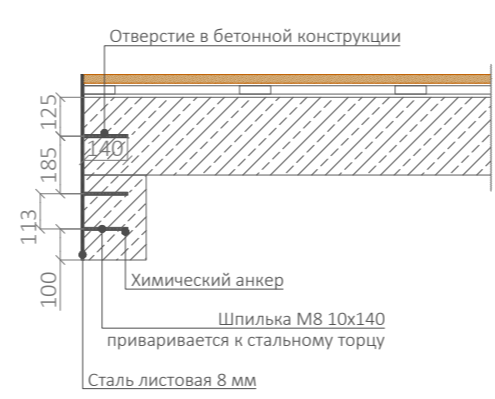 Отверстие в бетонной конструкции
125
140
185
113
100
Химический анкер
Шпилька М8 10х140
приваривается к стальному торцу
Сталь листовая 8 мм